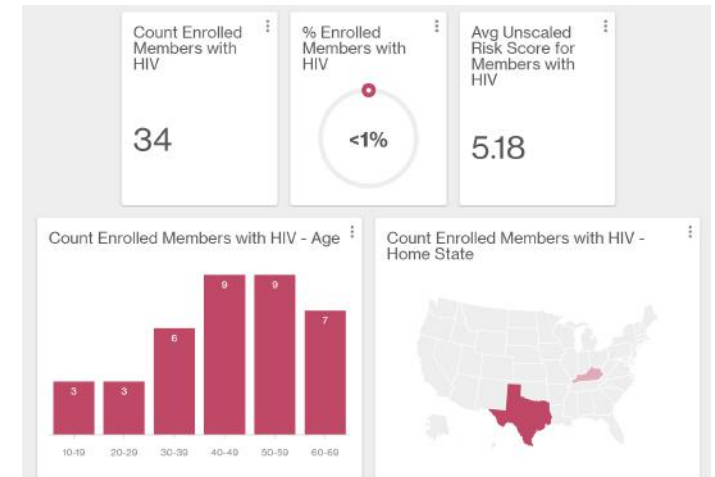 Count Enrolled
Members with
HIV
34
% Enrolled
Members with
HIV
<1%
Avg Unscaled
Risk Score for
Members with
HIV
5.18
Count Enrolled Members with HIV - Age
3
3
6
9
9
7
10-19
20-29
30-39
40-49
50-59
60-69
Count Enrolled Members with HIV -
Home State